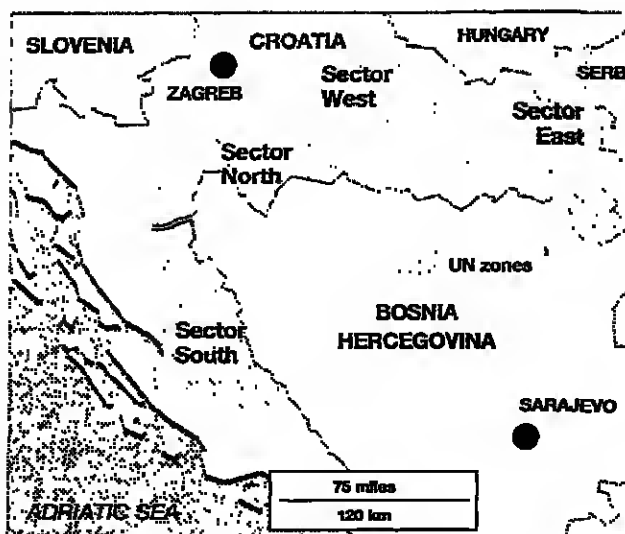 SLOVENIA
CROATIA
HUNGARY
ZAGREB
Sector
West
SERB
Sector
East
Sector
North
UN zones
BOSNIA
HERCEGOVINA
Sector
South
SARAJEVO
75 miles
120 km
ADRIATIC SEA